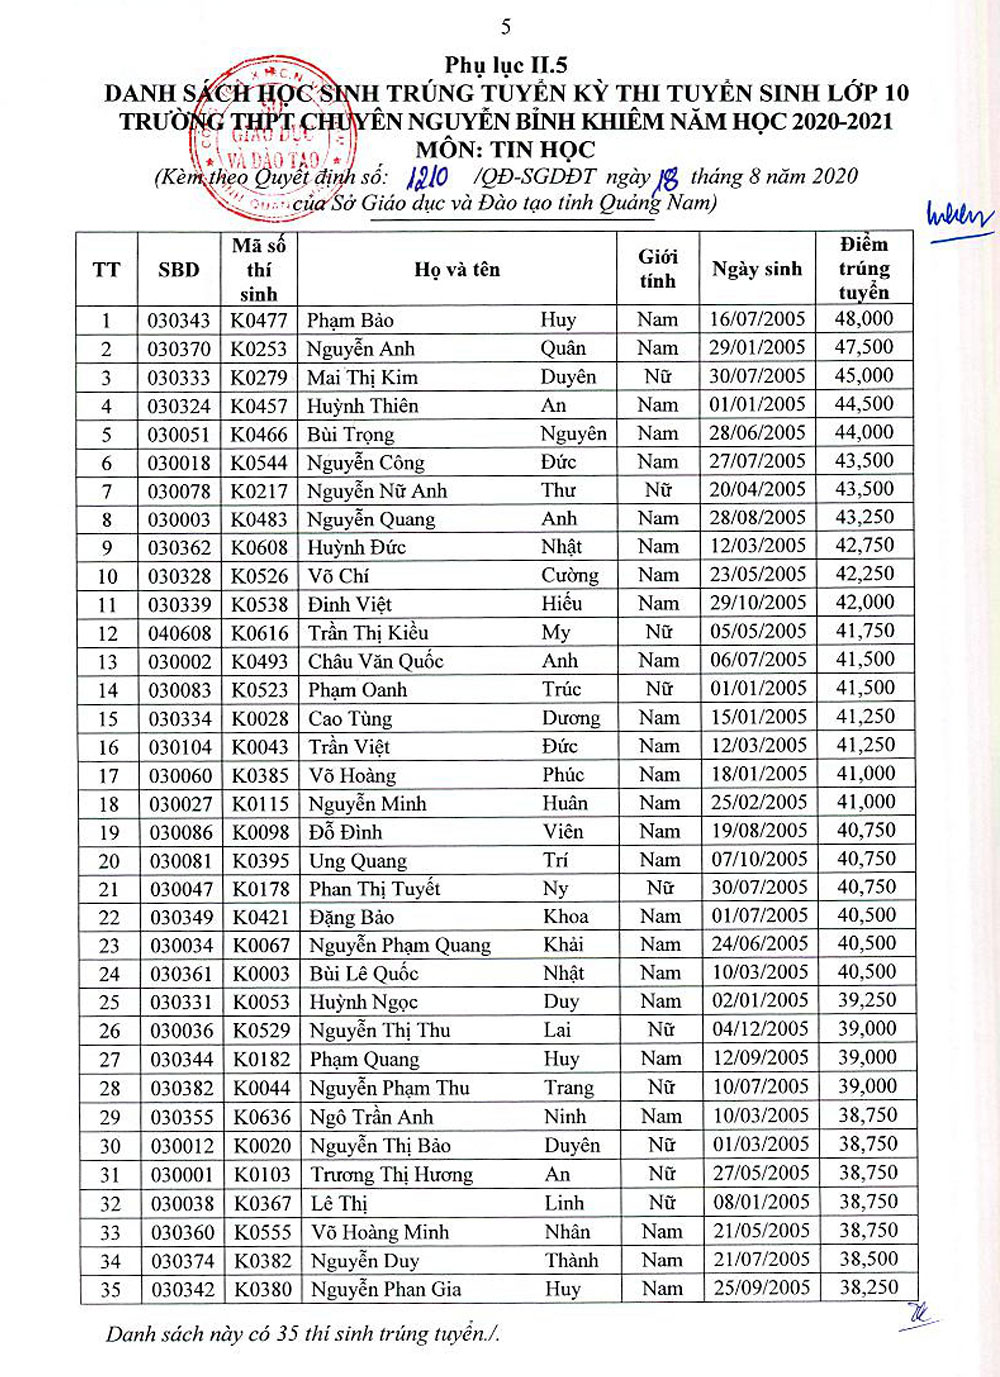 5
Phụ lục II.5
DANH SÁCH HỌC SINH TRÚNG TUYỂN KỲ THI TUYỂN SINH LỚP 10
TRƯỜNG THPT CHUYÊN NGUYỄN BỈNH KHIÊM NĂM HỌC 2020-2021
MÔN: TIN HỌC
(Kèm theo Quyết định số: 1210 /QĐ-SGDĐT ngày 18 tháng 8 năm 2020
của Sở Giáo dục và Đào tạo tỉnh Quảng Nam)
SỞ
GIÁO DỤC
VÀ ĐÀO TẠO
TT SBD Mã số thí sinh Họ và tên Giới tính Ngày sinh Điểm trúng tuyển
1 030343 K0477 Phạm Bảo Huy Nam 16/07/2005 48,000
2 030370 K0253 Nguyễn Anh Quân Nam 29/01/2005 47,500
3 030333 K0279 Mai Thị Kim Duyên Nữ 30/07/2005 45,000
4 030324 K0457 Huỳnh Thiên An Nam 01/01/2005 44,500
5 030051 K0466 Bùi Trọng Nguyên Nam 28/06/2005 44,000
6 030018 K0544 Nguyễn Công Đức Nam 27/07/2005 43,500
7 030078 K0217 Nguyễn Nữ Anh Thư Nữ 20/04/2005 43,500
8 030003 K0483 Nguyễn Quang Anh Nam 28/08/2005 43,250
9 030362 K0608 Huỳnh Đức Nhật Nam 12/03/2005 42,750
10 030328 K0526 Võ Chí Cường Nam 23/05/2005 42,250
11 030339 K0538 Đinh Việt Hiếu Nam 29/10/2005 42,000
12 040608 K0616 Trần Thị Kiều My Nữ 05/05/2005 41,750
13 030002 K0493 Châu Văn Quốc Anh Nam 06/07/2005 41,500
14 030083 K0523 Phạm Oanh Trúc Nữ 01/01/2005 41,500
15 030334 K0028 Cao Tùng Dương Nam 15/01/2005 41,250
16 030104 K0043 Trần Việt Đức Nam 12/03/2005 41,250
17 030060 K0385 Võ Hoàng Phúc Nam 18/01/2005 41,000
18 030027 K0115 Nguyễn Minh Huân Nam 25/02/2005 41,000
19 030086 K0098 Đỗ Đình Viên Nam 19/08/2005 40,750
20 030081 K0395 Ung Quang Trí Nam 07/10/2005 40,750
21 030047 K0178 Phan Thị Tuyết Ny Nữ 30/07/2005 40,750
22 030349 K0421 Đặng Bảo Khoa Nam 01/07/2005 40,500
23 030034 K0067 Nguyễn Phạm Quang Khải Nam 24/06/2005 40,500
24 030361 K0003 Bùi Lê Quốc Nhật Nam 10/03/2005 40,500
25 030331 K0053 Huỳnh Ngọc Duy Nam 02/01/2005 39,250
26 030036 K0529 Nguyễn Thị Thu Lai Nữ 04/12/2005 39,000
27 030344 K0182 Phạm Quang Huy Nam 12/09/2005 39,000
28 030382 K0044 Nguyễn Phạm Thu Trang Nữ 10/07/2005 39,000
29 030355 K0636 Ngô Trần Anh Ninh Nam 10/03/2005 38,750
30 030012 K0020 Nguyễn Thị Bảo Duyên Nữ 01/03/2005 38,750
31 030001 K0103 Trương Thị Hương An Nữ 27/05/2005 38,750
32 030038 K0367 Lê Thị Linh Nữ 08/01/2005 38,750
33 030360 K0555 Võ Hoàng Minh Nhân Nam 21/05/2005 38,750
34 030374 K0382 Nguyễn Duy Thành Nam 21/07/2005 38,500
35 030342 K0380 Nguyễn Phan Gia Huy Nam 25/09/2005 38,250
Danh sách này có 35 thí sinh trúng tuyển./.